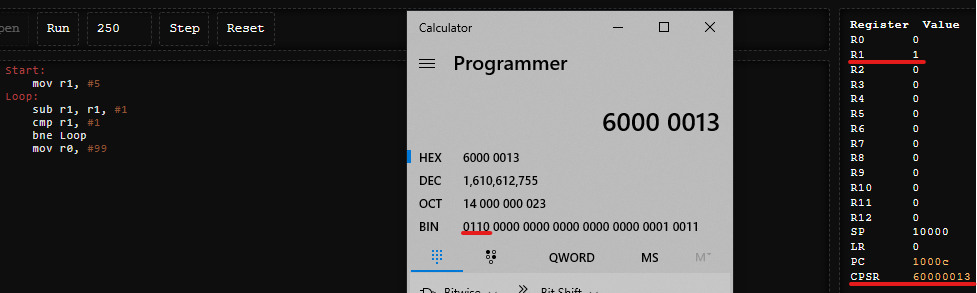 pen Run 250 Step Reset
Start:
mov r1, #5
Loop:
sub r1, r1, #1
cmp r1, #1
bne Loop
mov r0, #99
Calculator
Programmer
6000 0013
HEX 6000 0013
DEC 1,610,612,755
OCT 14 000 000 023
BIN 0110 0000 0000 0000 0000 0000 0001 0011
QWORD MS M˅
Bitwise Bit Shift
Register Value
R0 0
R1 1
R2 0
R3 0
R4 0
R5 0
R6 0
R7 0
R8 0
R9 0
R10 0
R11 0
R12 0
SP 10000
LR 0
PC 1000c
CPSR 60000013